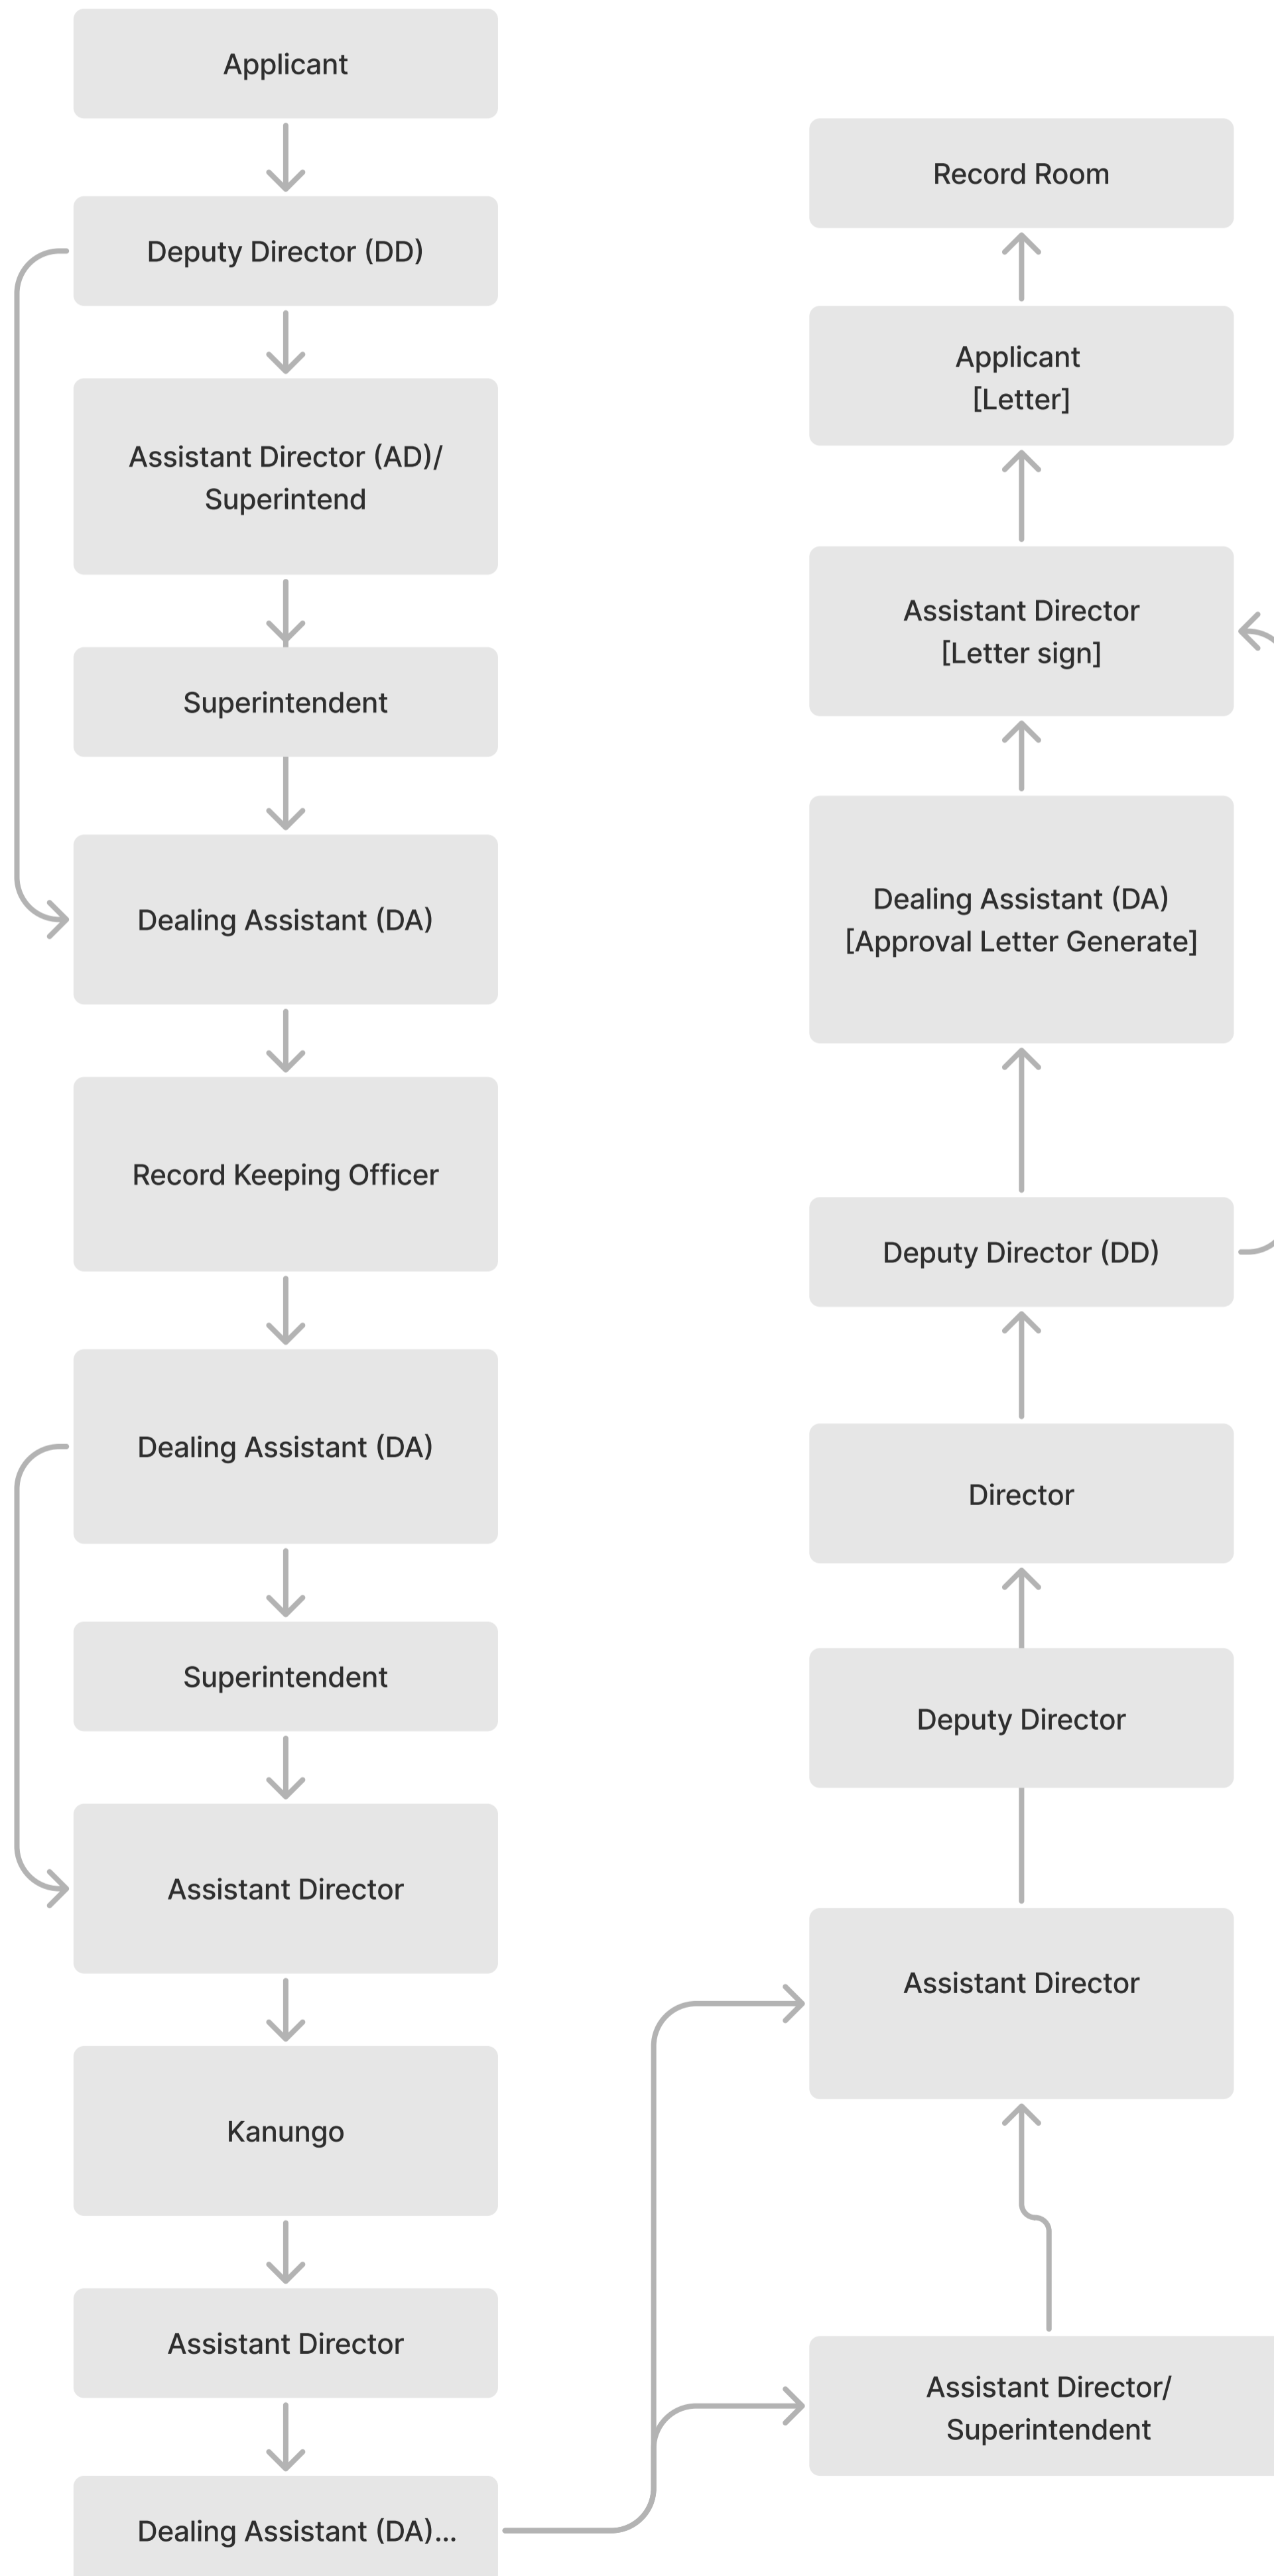 Applicant
Deputy Director (DD)
Assistant Director (AD)/
Superintend
Superintendent
Dealing Assistant (DA)
Record Keeping Officer
Dealing Assistant (DA)
Superintendent
Assistant Director
Kanungo
Assistant Director
Dealing Assistant (DA)...
Record Room
Applicant
[Letter]
Assistant Director
[Letter sign]
Dealing Assistant (DA)
[Approval Letter Generate]
Deputy Director (DD)
Director
Deputy Director
Assistant Director
Assistant Director/
Superintendent